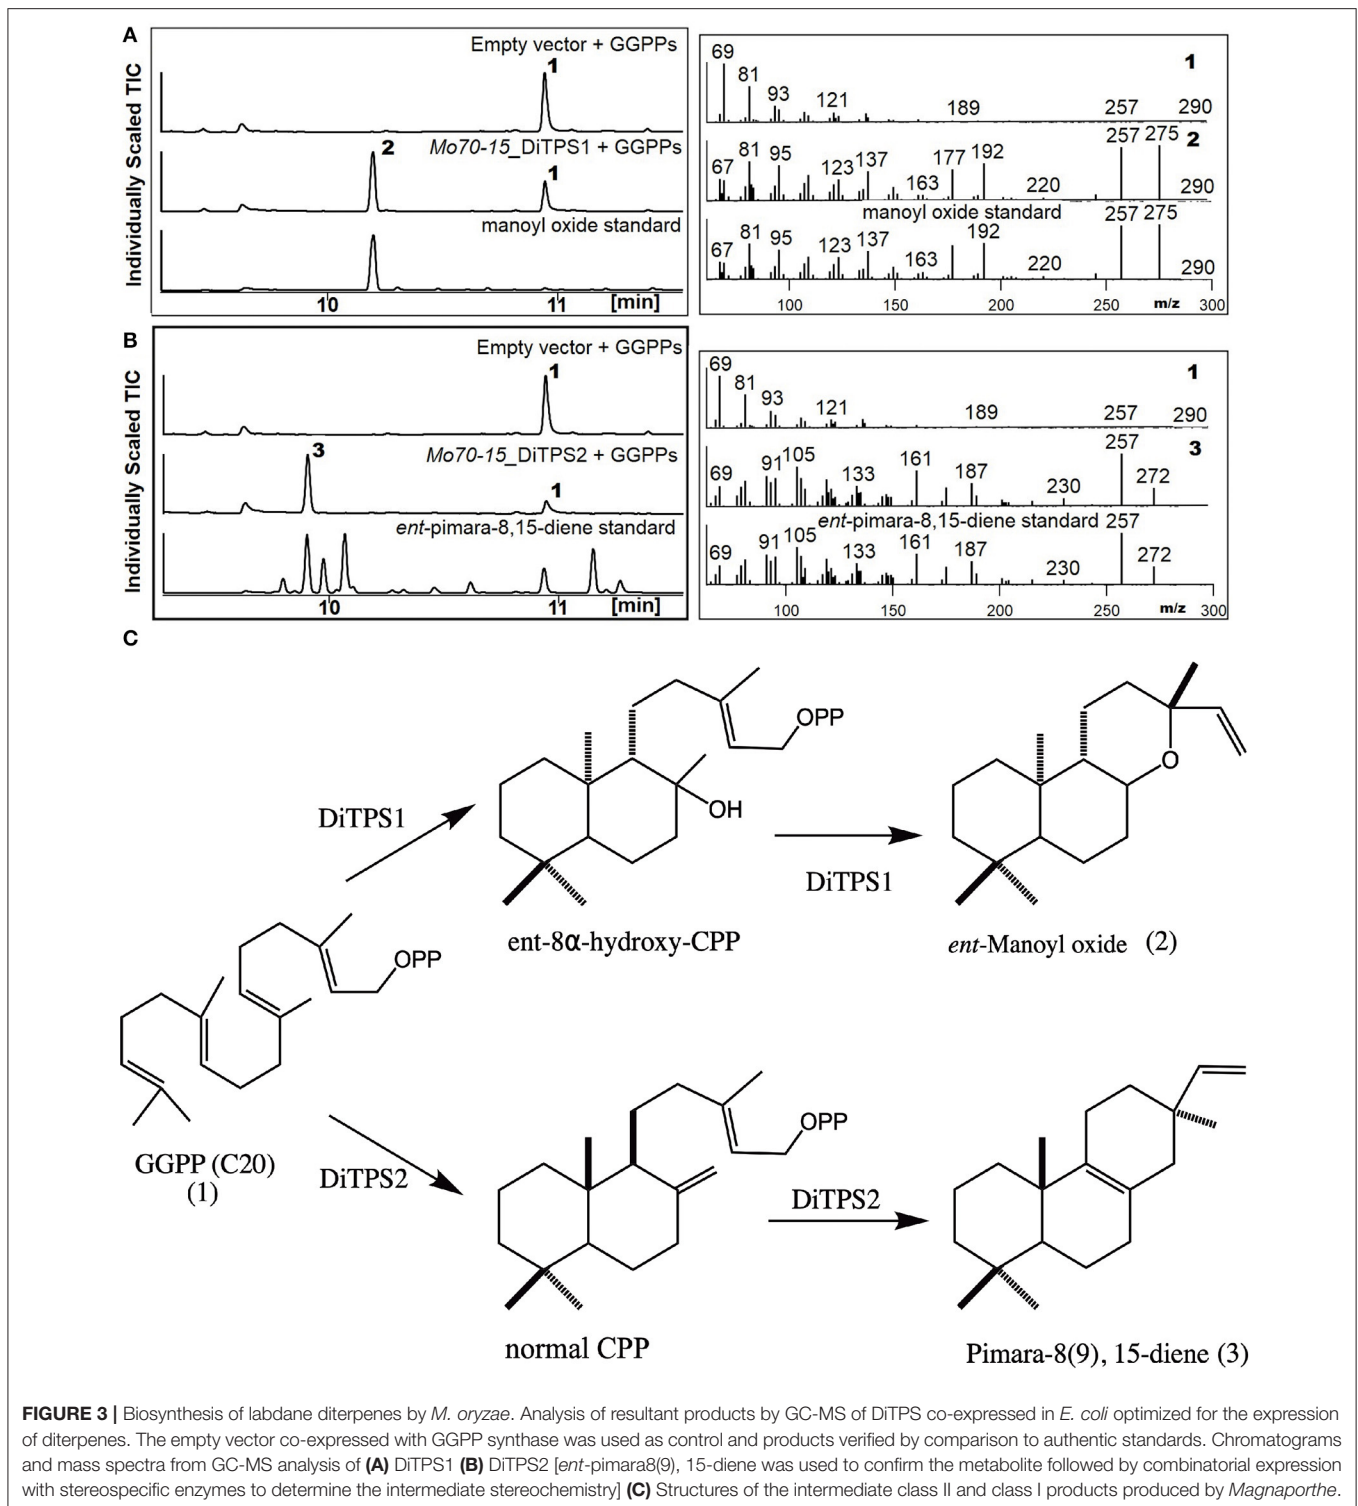 A
Individually Scaled TIC
Empty vector + GGPPs
1
Mo70-15_DiTPS1 + GGPPs
2
1
manoyl oxide standard
10 11 [min]
69 81 93 121 189 257 290 1
67 81 95 123 137 163 177 192 220 257 275 290 2
manoyl oxide standard
67 81 95 123 137 163 192 220 257 275 290
100 150 200 250 m/z 300
B
Individually Scaled TIC
Empty vector + GGPPs
1
Mo70-15_DiTPS2 + GGPPs
3
1
ent-pimara-8,15-diene standard
10 11 [min]
69 81 93 121 189 257 290 1
69 91 105 133 161 187 230 257 272 3
ent-pimara-8,15-diene standard
69 91 105 133 161 187 230 257 272
100 150 200 250 m/z 300
C
OPP
OH
DiTPS1
ent-8α-hydroxy-CPP
DiTPS1
O
ent-Manoyl oxide (2)
OPP
GGPP (C20)
(1)
DiTPS2
OPP
normal CPP
DiTPS2
Pimara-8(9), 15-diene (3)
FIGURE 3 | Biosynthesis of labdane diterpenes by M. oryzae. Analysis of resultant products by GC-MS of DiTPS co-expressed in E. coli optimized for the expression
of diterpenes. The empty vector co-expressed with GGPP synthase was used as control and products verified by comparison to authentic standards. Chromatograms
and mass spectra from GC-MS analysis of (A) DiTPS1 (B) DiTPS2 [ent-pimara8(9), 15-diene was used to confirm the metabolite followed by combinatorial expression
with stereospecific enzymes to determine the intermediate stereochemistry] (C) Structures of the intermediate class II and class I products produced by Magnaporthe.